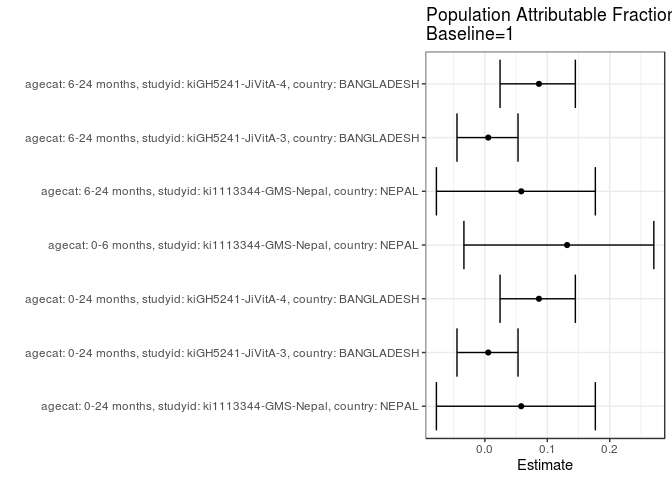 Population Attributable Fraction
Baseline=1
agecat: 6-24 months, studyid: kiGH5241-JiVitA-4, country: BANGLADESH
agecat: 6-24 months, studyid: kiGH5241-JiVitA-3, country: BANGLADESH
agecat: 6-24 months, studyid: ki1113344-GMS-Nepal, country: NEPAL
agecat: 0-6 months, studyid: ki1113344-GMS-Nepal, country: NEPAL
agecat: 0-24 months, studyid: kiGH5241-JiVitA-4, country: BANGLADESH
agecat: 0-24 months, studyid: kiGH5241-JiVitA-3, country: BANGLADESH
agecat: 0-24 months, studyid: ki1113344-GMS-Nepal, country: NEPAL
0.0 0.1 0.2
Estimate